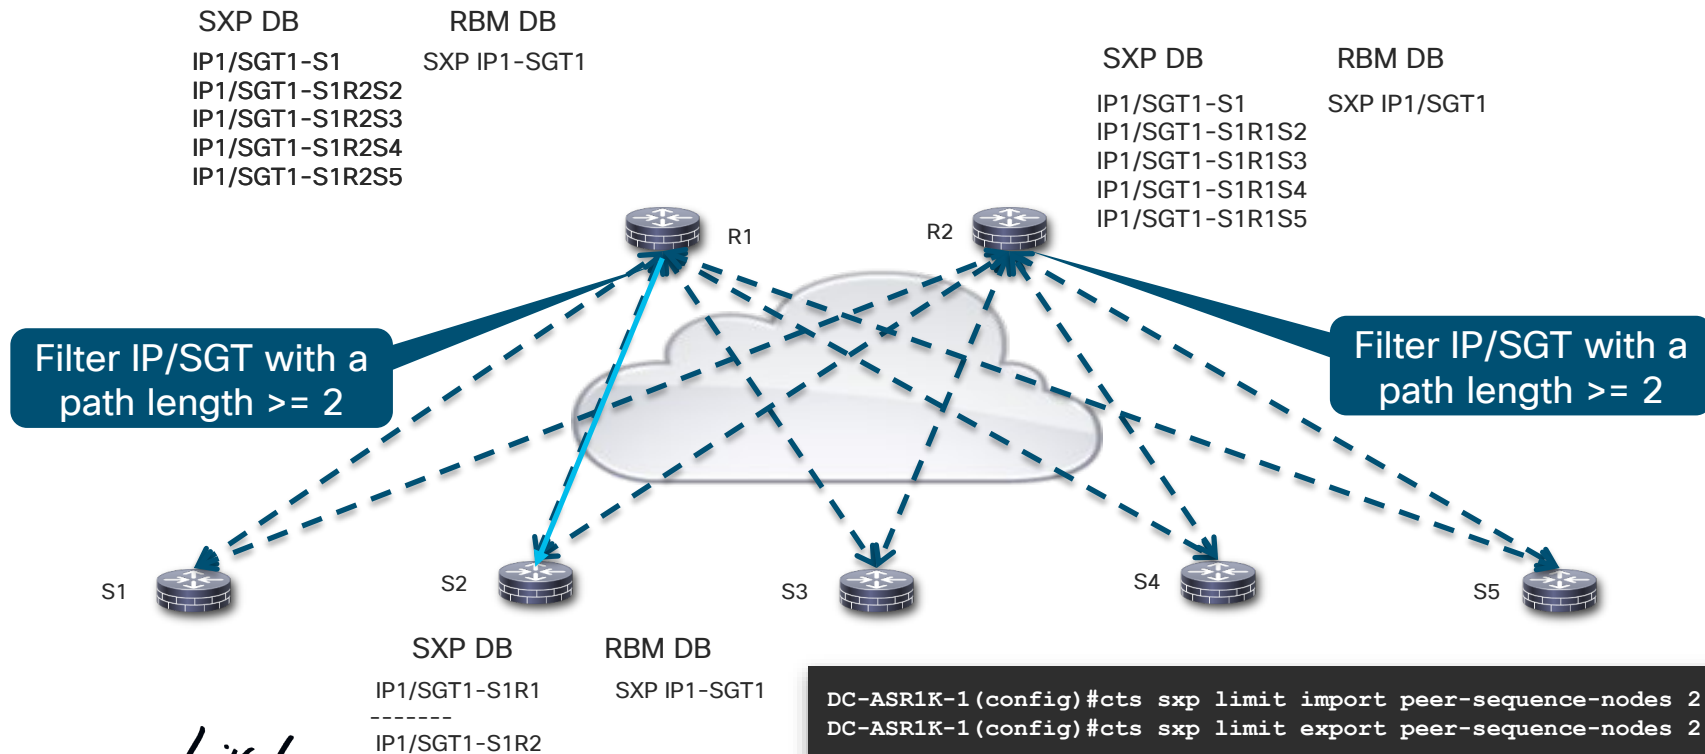 SXP DB
RBM DB
IP1/SGT1-S1
SXP IP1-SGT1
IP1/SGT1-S1R2S2
IP1/SGT1-S1R2S3
IP1/SGT1-S1R2S4
IP1/SGT1-S1R2S5
SXP DB
RBM DB
IP1/SGT1-S1
SXP IP1/SGT1
IP1/SGT1-S1R1S2
IP1/SGT1-S1R1S3
IP1/SGT1-S1R1S4
IP1/SGT1-S1R1S5
R1
R2
Filter IP/SGT with a
path length >= 2
Filter IP/SGT with a
path length >= 2
S1
S2
S3
S4
S5
SXP DB
RBM DB
IP1/SGT1-S1R1
SXP IP1-SGT1
-------
IP1/SGT1-S1R2
DC-ASR1K-1(config)#cts sxp limit import peer-sequence-nodes 2
DC-ASR1K-1(config)#cts sxp limit export peer-sequence-nodes 2